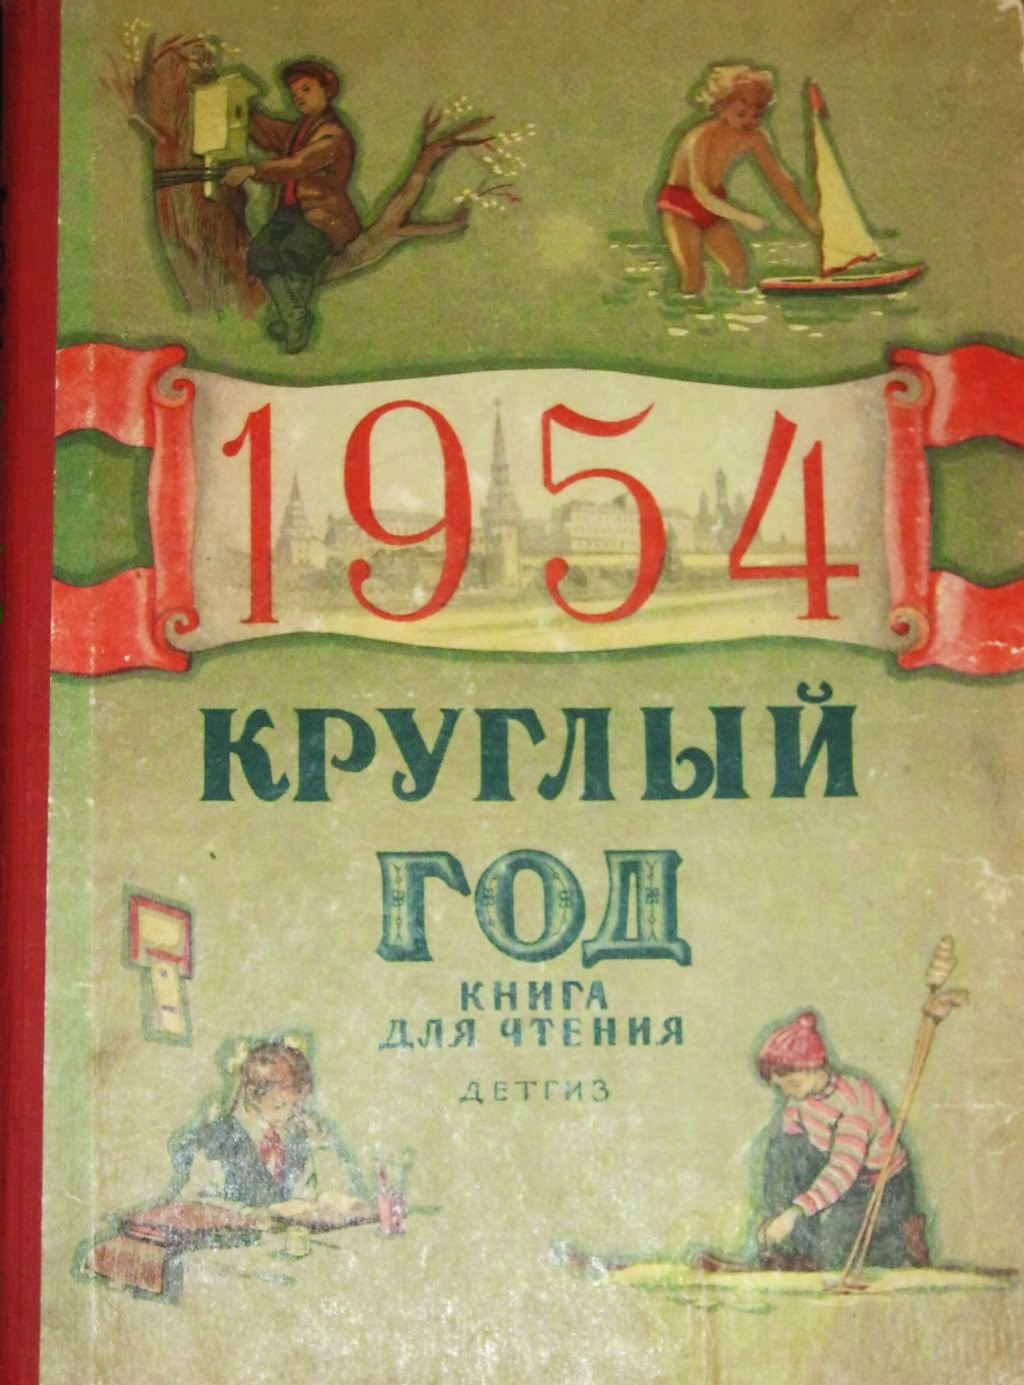 1954
КРУГЛЫЙ
ГОД
КНИГА
ДЛЯ ЧТЕНИЯ
ДЕТГИЗ